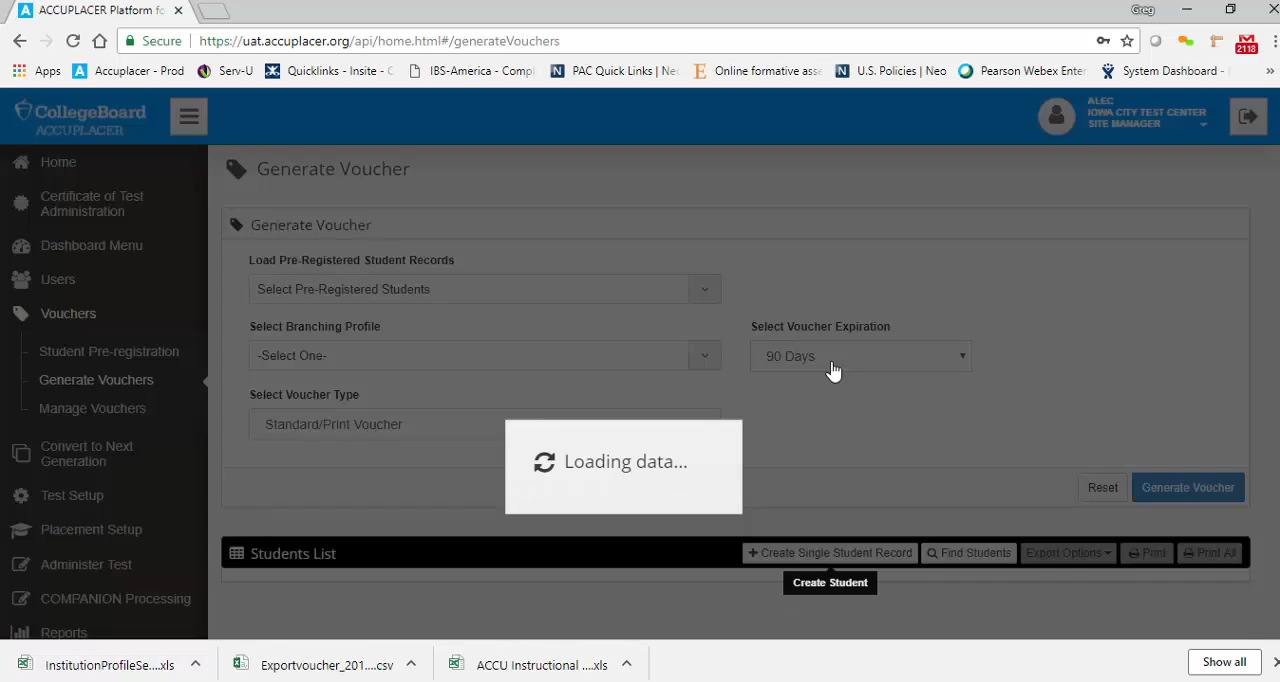 ACCUPLACER Platform fo
Greg
Secure https://uat.accuplacer.org/api/home.html#/generateVouchers
2118
Apps Accuplacer - Prod Serv-U Quicklinks - Insite - C IBS-America - Compl PAC Quick Links | Ne Online formative asse U.S. Policies | Neo Pearson Webex Enter System Dashboard - »
CollegeBoard
ACCUPLACER
ALEC
IOWA CITY TEST CENTER
SITE MANAGER
Home
Certificate of Test
Administration
Dashboard Menu
Users
Vouchers
Student Pre-registration
Generate Vouchers
Manage Vouchers
Convert to Next
Generation
Test Setup
Placement Setup
Administer Test
COMPANION Processing
Reports
Generate Voucher
Generate Voucher
Load Pre-Registered Student Records
Select Pre-Registered Students
Select Branching Profile
Select Voucher Expiration
-Select One-
90 Days
Select Voucher Type
Standard/Print Voucher
Loading data...
Reset Generate Voucher
Students List
+ Create Single Student Record Find Students Export Options Print Print All
Create Student
InstitutionProfileSe....xls Exportvoucher_201....csv ACCU Instructional ....xls Show all